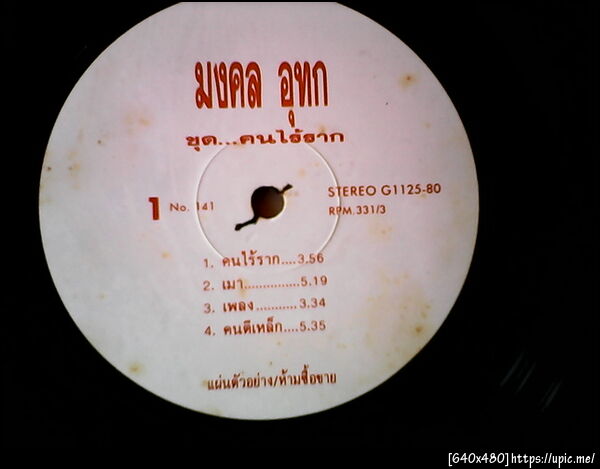 มงคล อุทก
ชุด...คนไร้ราก
1 No. 141
STEREO G1125-80
RPM.331/3
1. คนไร้ราก....3.56
2. เมา...............5.19
3. เพลง...........3.34
4. คนตีเหล็ก....5.35
แผ่นตัวอย่าง/ห้ามซื้อขาย
[640x480]https://upic.me/